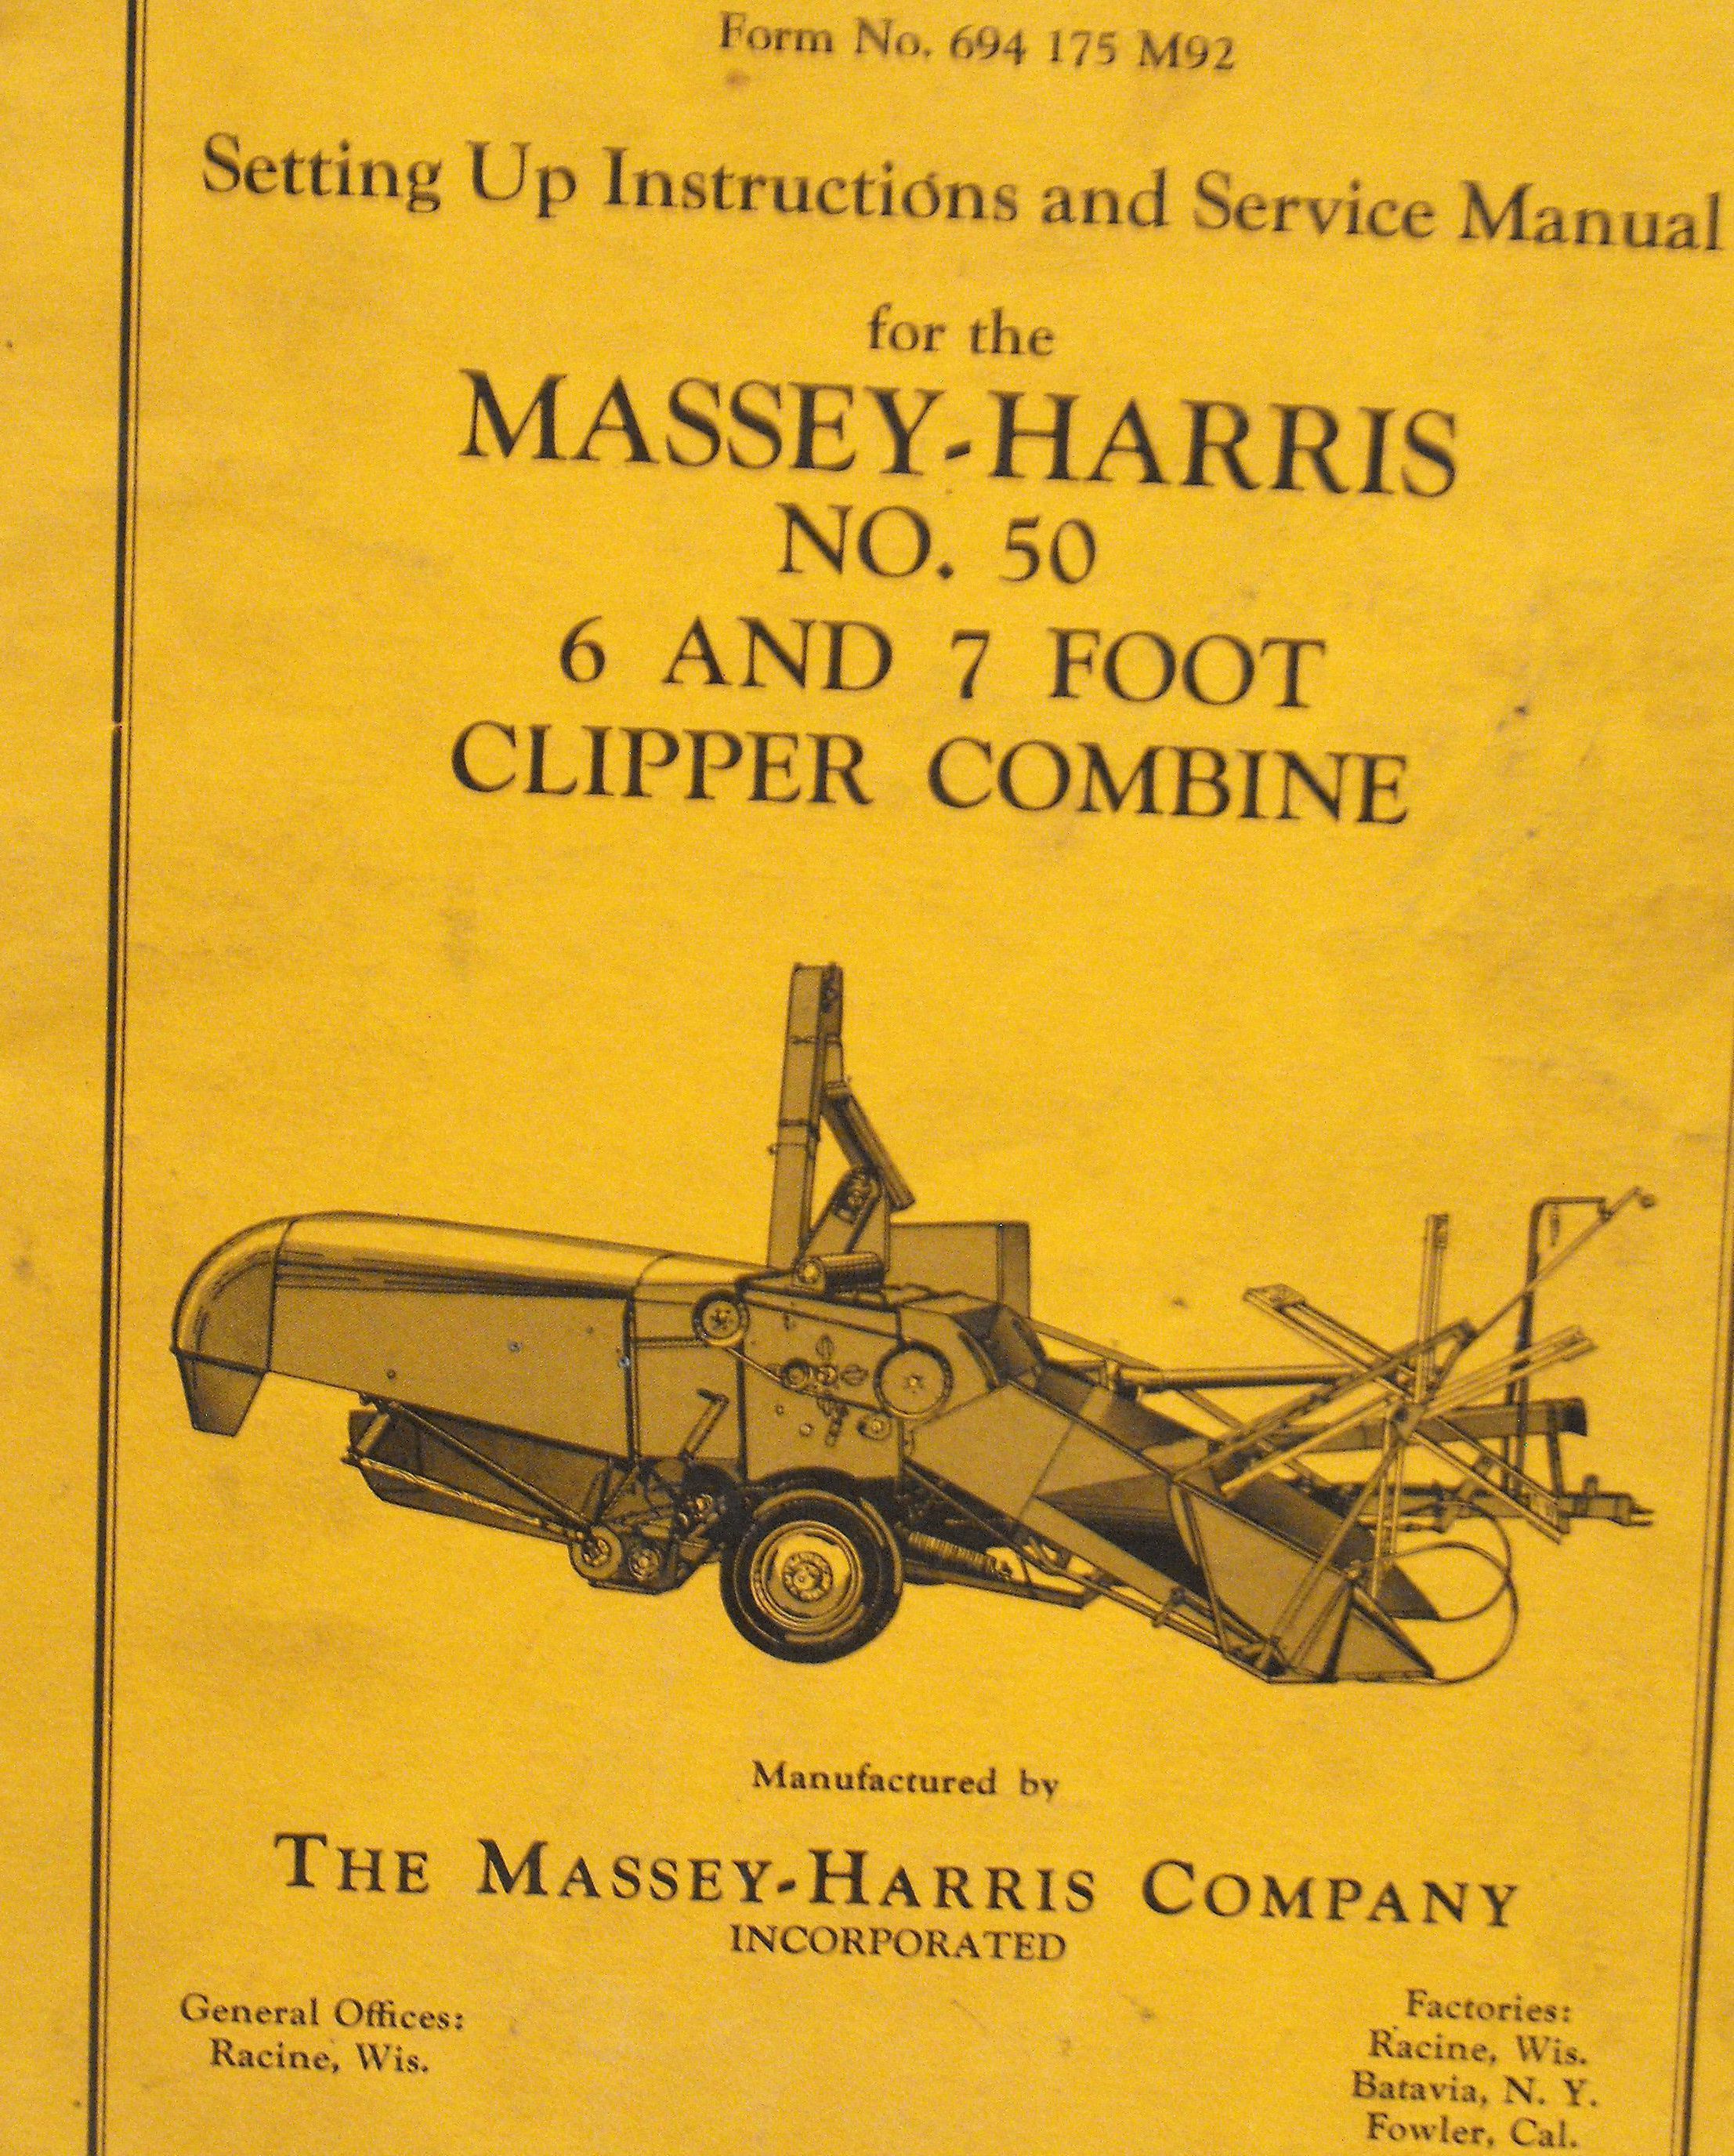 Form No. 694 175 M92
Setting Up Instructions and Service Manual
for the
MASSEY-HARRIS
NO. 50
6 AND 7 FOOT
CLIPPER COMBINE
Manufactured by
THE MASSEY-HARRIS COMPANY
INCORPORATED
General Offices:
Racine, Wis.
Factories:
Racine, Wis.
Batavia, N. Y.
Fowler, Cal.